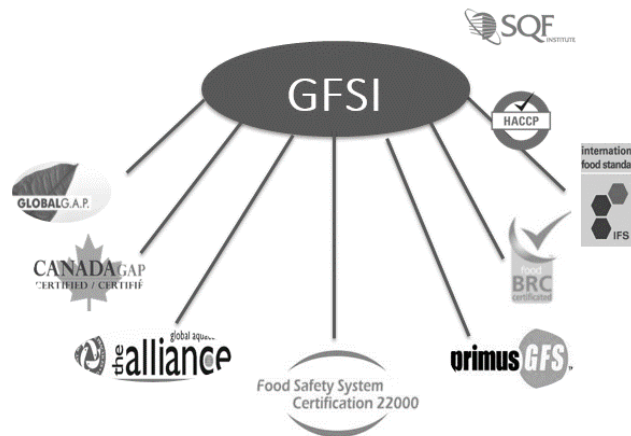 SQF
INSTITUTE
GFSI
HACCP
internation
food standa
IFS
GLOBALG.A.P.
CANADAGAP
CERTIFIED / CERTIFIÉ
food
BRC
certificated
global aquac
the alliance
primusGFS
Food Safety System
Certification 22000